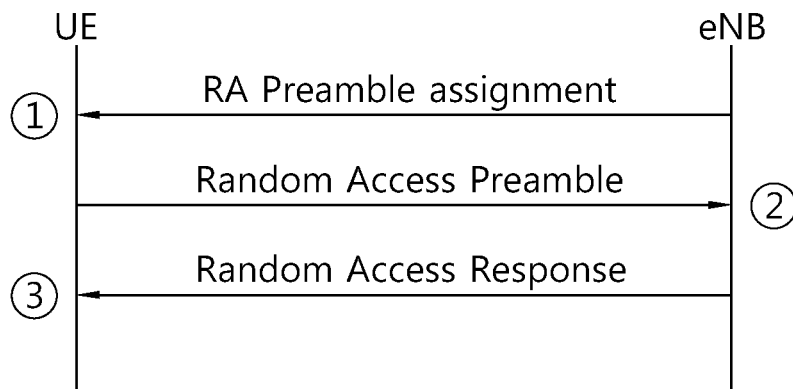 UE eNB
RA Preamble assignment
①
Random Access Preamble
②
Random Access Response
③